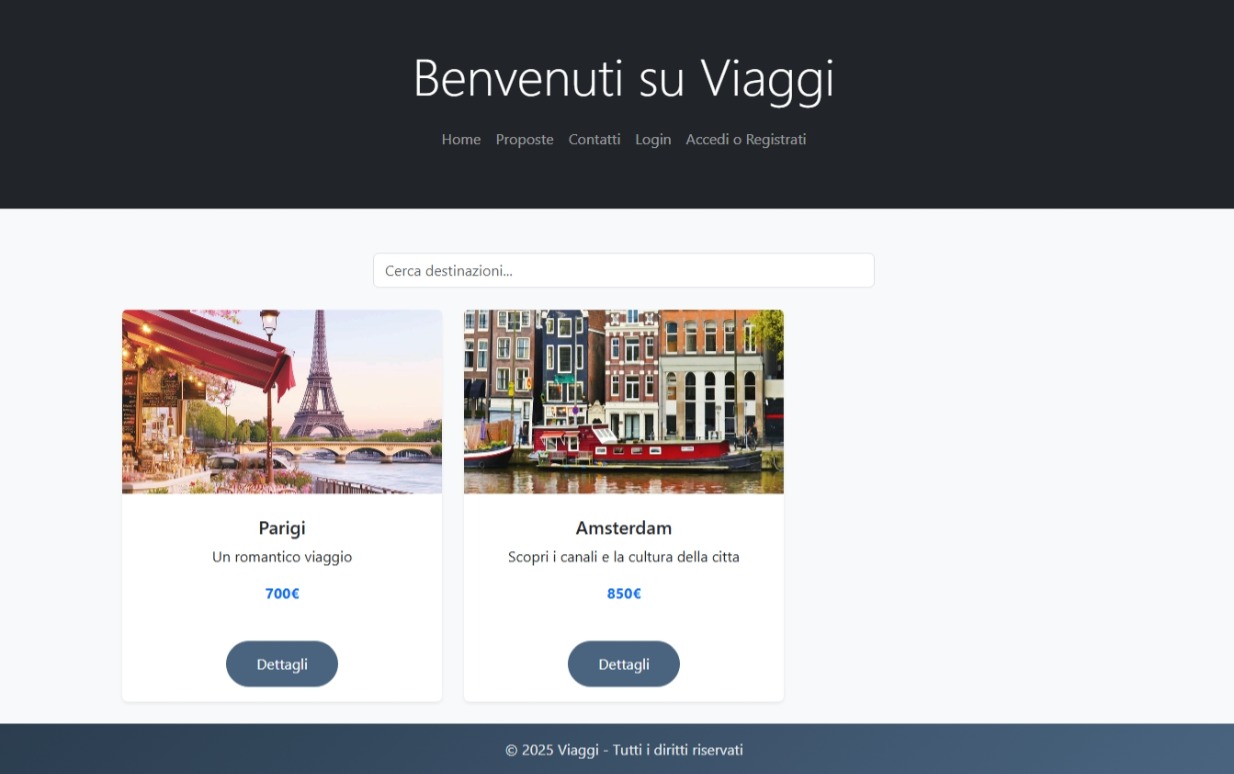 Benvenuti su Viaggi
Home Proposte Contatti Login Accedi o Registrati
Cerca destinazioni...
Parigi
Un romantico viaggio
700€
Dettagli
Amsterdam
Scopri i canali e la cultura della citta
850€
Dettagli
© 2025 Viaggi - Tutti i diritti riservati